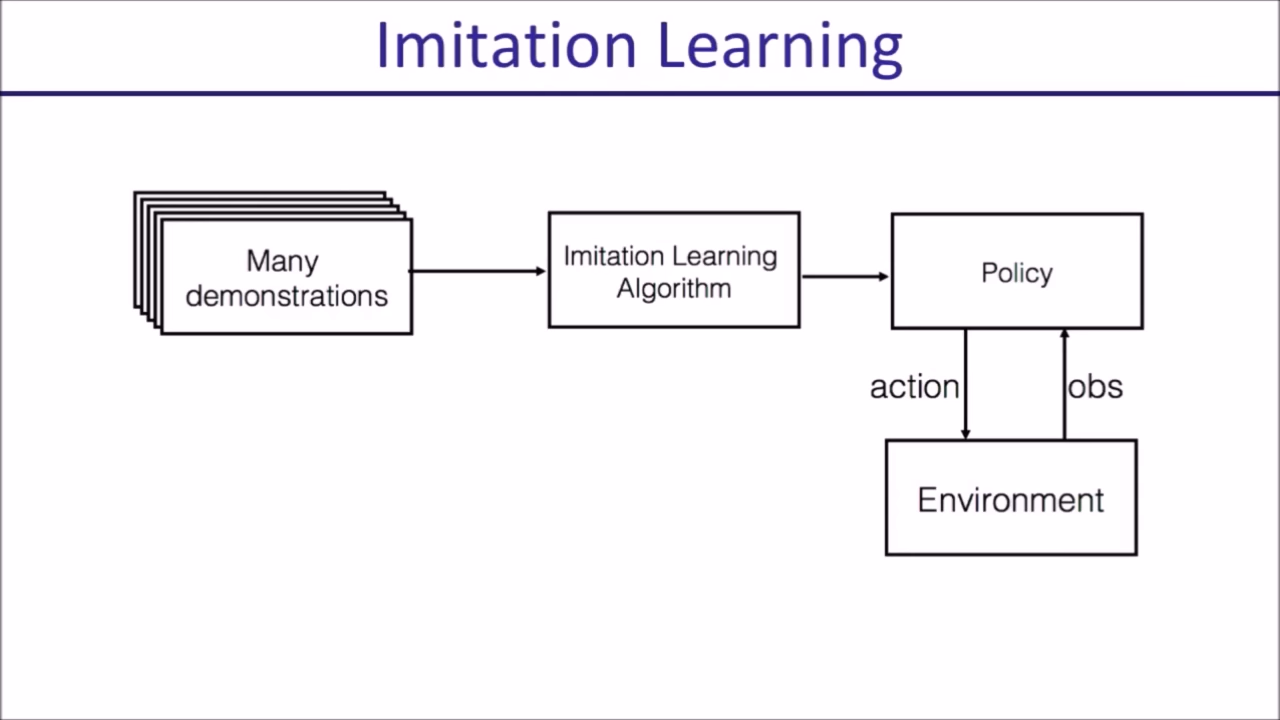 Imitation Learning
Many
demonstrations
Imitation Learning
Algorithm
Policy
action
obs
Environment